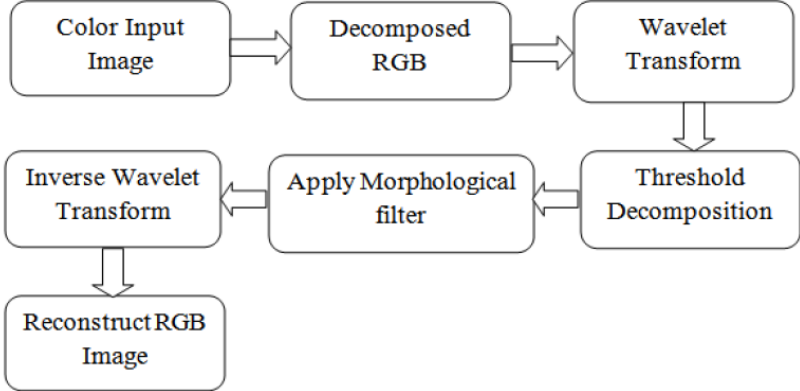 Color Input
Image
Decomposed
RGB
Wavelet
Transform
Threshold
Decomposition
Apply Morphological
filter
Inverse Wavelet
Transform
Reconstruct RGB
Image